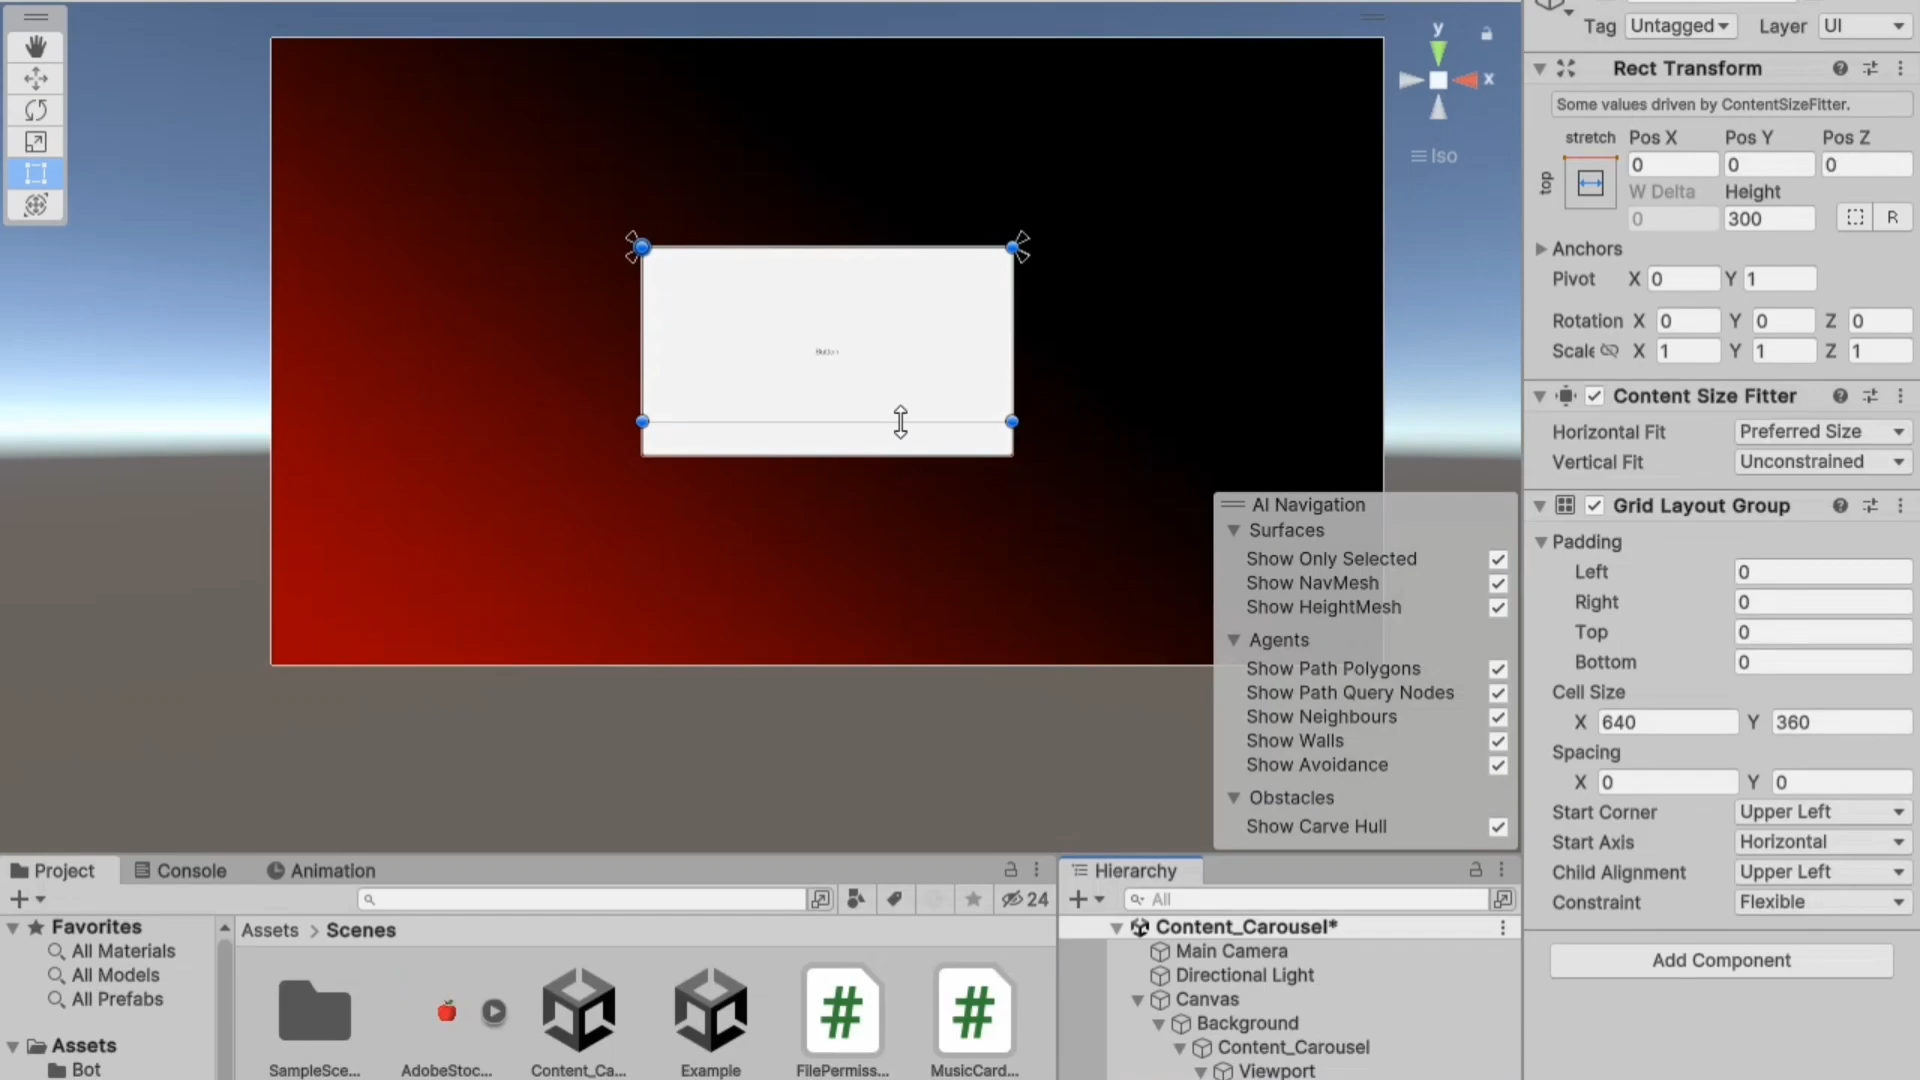 Tag Untagged Layer UI
Rect Transform
Some values driven by ContentSizeFitter.
stretch Pos X Pos Y Pos Z
top 0 0 0
W Delta Height
0 300 R
Anchors
Pivot X 0 Y 1
Rotation X 0 Y 0 Z 0
Scale X 1 Y 1 Z 1
Content Size Fitter
Horizontal Fit Preferred Size
Vertical Fit Unconstrained
Grid Layout Group
Padding
Left 0
Right 0
Top 0
Bottom 0
Cell Size
X 640 Y 360
Spacing
X 0 Y 0
Start Corner Upper Left
Start Axis Horizontal
Child Alignment Upper Left
Constraint Flexible
Add Component
y
x
Iso
Button
AI Navigation
Surfaces
Show Only Selected
Show NavMesh
Show HeightMesh
Agents
Show Path Polygons
Show Path Query Nodes
Show Neighbours
Show Walls
Show Avoidance
Obstacles
Show Carve Hull
Project Console Animation
24
Favorites
All Materials
All Models
All Prefabs
Assets
Bot
Assets > Scenes
SampleSce... AdobeStoc... Content_Ca... Example FilePermiss... MusicCard...
Hierarchy
All
Content_Carousel*
Main Camera
Directional Light
Canvas
Background
Content_Carousel
Viewport